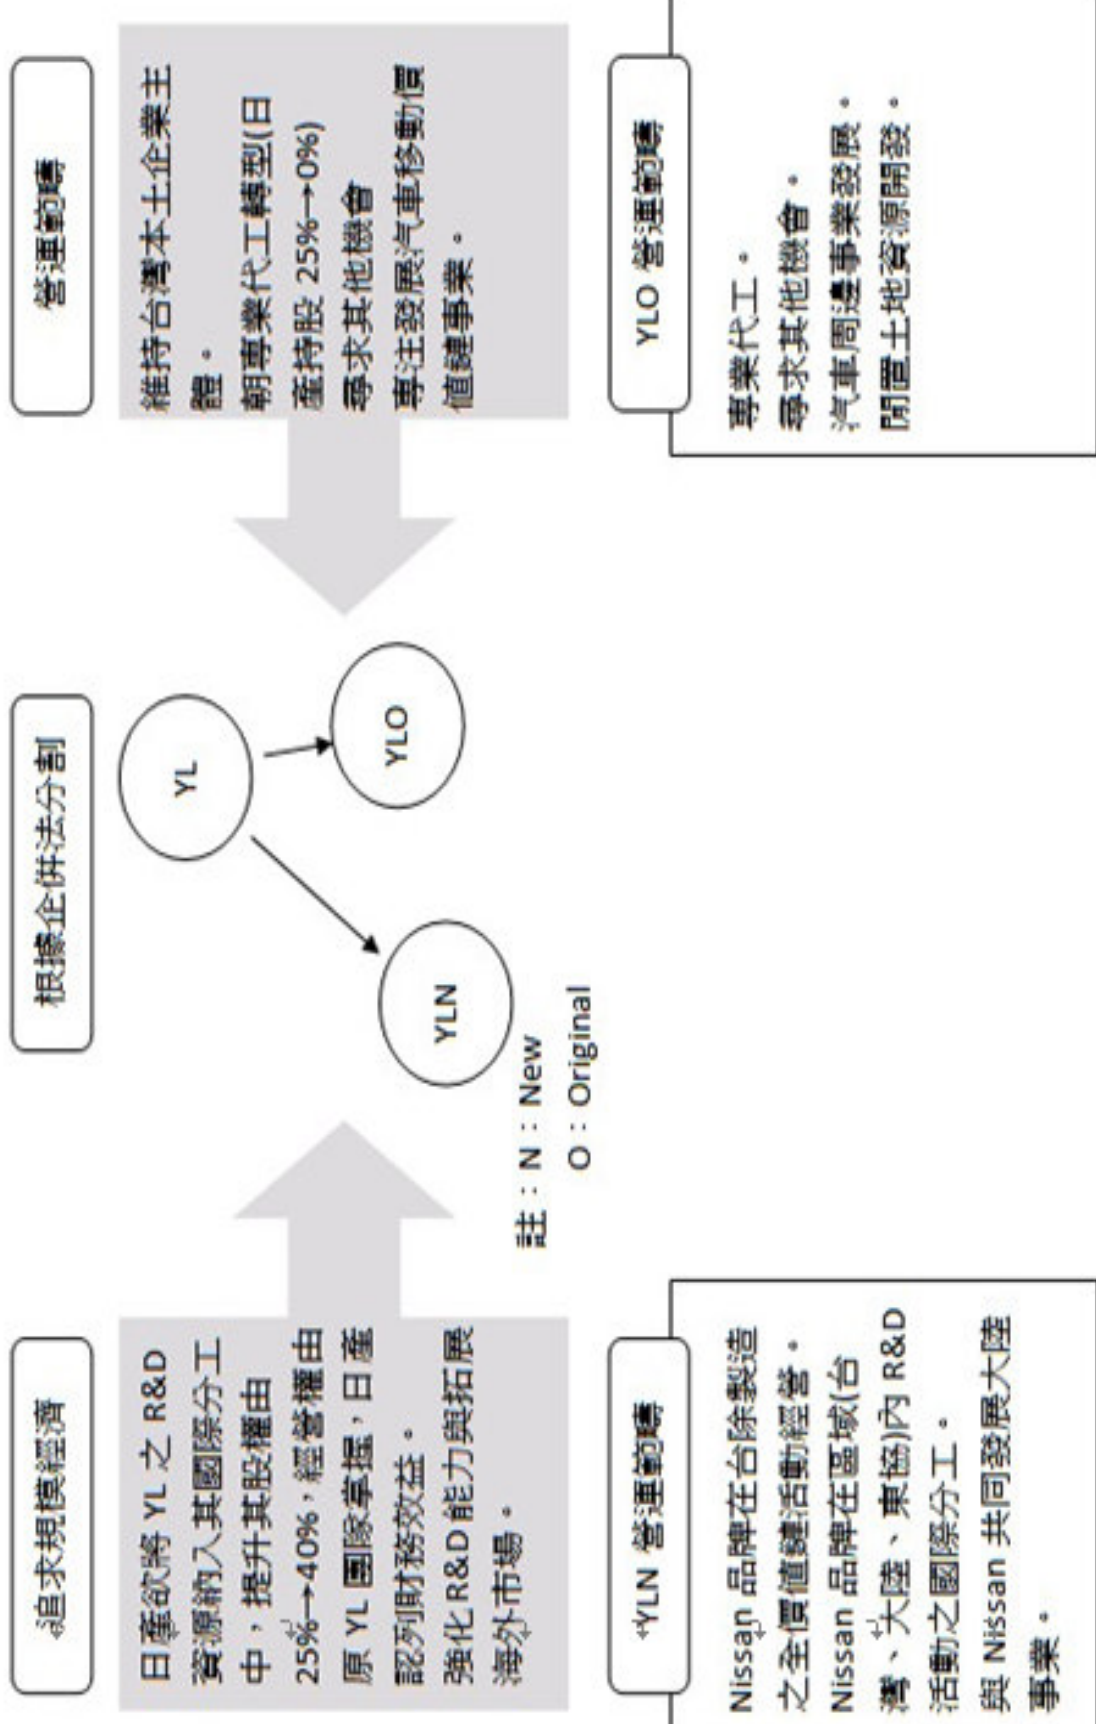 追求規模經濟
日產欲將 YL 之 R&D
資源納入其國際分工
中，提升其股權由
25%→40%，經營權由
原 YL 團隊掌握，日產
認列財務效益。
強化 R&D 能力與拓展
海外市場。
根據企併法分割
YL
YLN
YLO
註：N：New
O：Original
營運範疇
維持台灣本土企業主
體。
朝專業代工轉型(日
產持股 25%→0%)
尋求其他機會
專注發展汽車移動價
值鏈事業。
YLN 營運範疇
Nissan 品牌在台除製造
之全價值鏈活動經營。
Nissan 品牌在區域(台
灣、大陸、東協)內 R&D
活動之國際分工。
與 Nissan 共同發展大陸
事業。
YLO 營運範疇
專業代工。
尋求其他機會。
汽車周邊事業發展。
閒置土地資源開發。